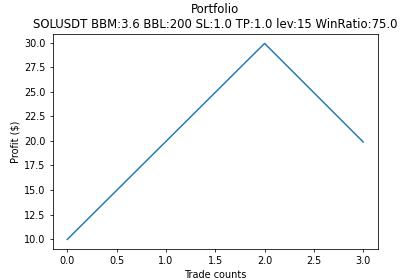 Portfolio
SOLUSDT BBM:3.6 BBL:200 SL:1.0 TP:1.0 lev:15 WinRatio:75.0
30.0
27.5
25.0
22.5
20.0
17.5
15.0
12.5
10.0
Profit ($)
0.0 0.5 1.0 1.5 2.0 2.5 3.0
Trade counts